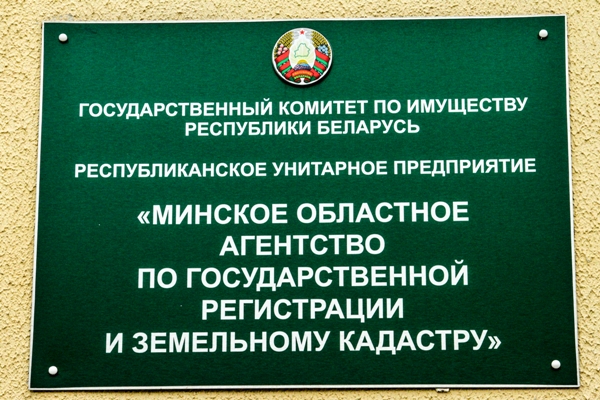 ГОСУДАРСТВЕННЫЙ КОМИТЕТ ПО ИМУЩЕСТВУ
РЕСПУБЛИКИ БЕЛАРУСЬ
РЕСПУБЛИКАНСКОЕ УНИТАРНОЕ ПРЕДПРИЯТИЕ
«МИНСКОЕ ОБЛАСТНОЕ
АГЕНТСТВО
ПО ГОСУДАРСТВЕННОЙ
РЕГИСТРАЦИИ
И ЗЕМЕЛЬНОМУ КАДАСТРУ»